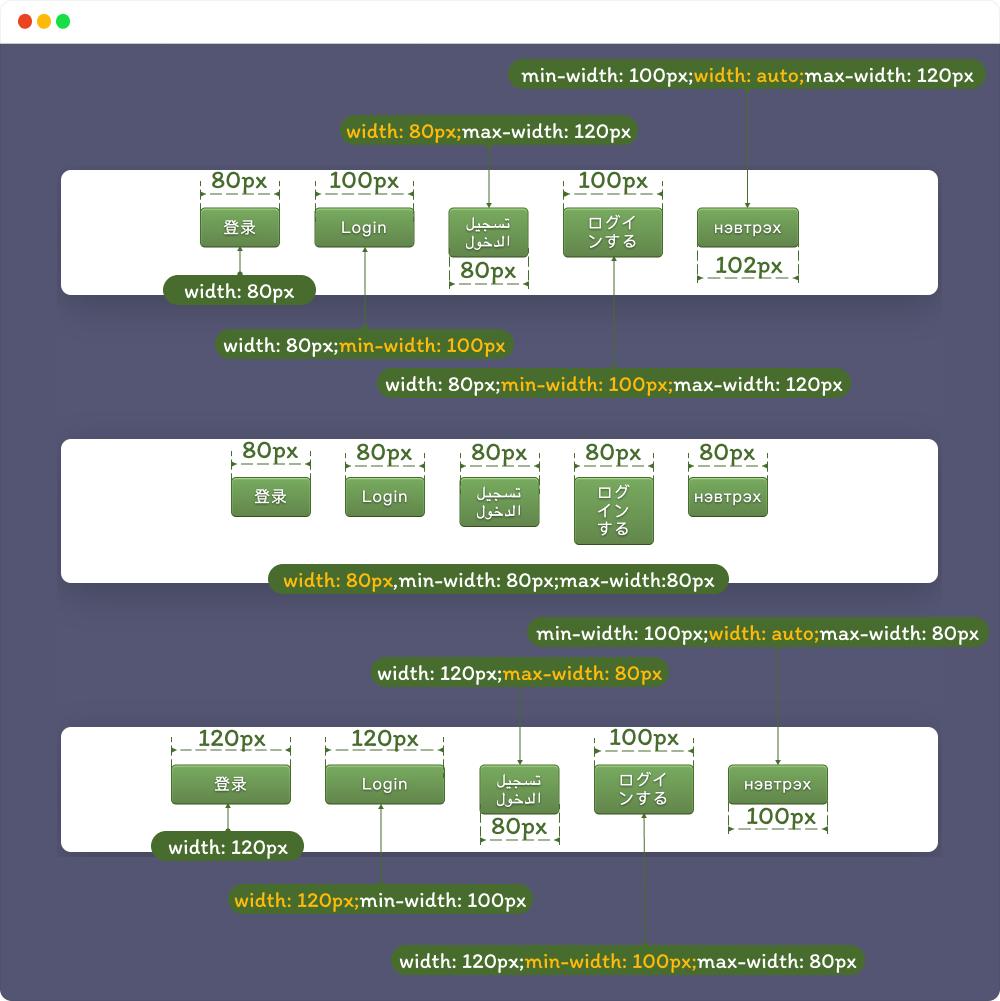 min-width: 100px;width: auto;max-width: 120px
width: 80px;max-width: 120px
80px
100px
100px
登录
Login
تسجيل
الدخول
ログイ
ンする
нэвтрэх
80px
102px
width: 80px
width: 80px;min-width: 100px
width: 80px;min-width: 100px;max-width: 120px
80px
80px
80px
80px
80px
登录
Login
تسجيل
الدخول
ログ
イン
する
нэвтрэх
width: 80px,min-width: 80px;max-width:80px
min-width: 100px;width: auto;max-width: 80px
width: 120px;max-width: 80px
120px
120px
100px
登录
Login
تسجيل
الدخول
ログイ
ンする
нэвтрэх
80px
100px
width: 120px
width: 120px;min-width: 100px
width: 120px;min-width: 100px;max-width: 80px